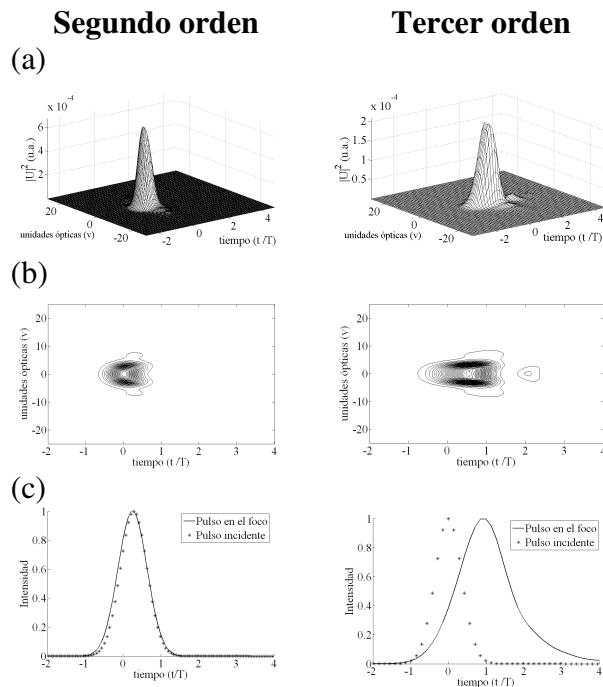 Segundo orden Tercer orden
(a)
x 10⁻⁴
6
4
2
|U|² (u.a.)
20
0
-20
unidades ópticas (v)
-2
0
2
4
tiempo (t /T)
x 10⁻⁴
2
1.5
1
0.5
|U|² (u.a.)
20
0
-20
unidades ópticas (v)
-2
0
2
4
tiempo (t /T)
(b)
20
10
0
-10
-20
unidades ópticas (v)
-2 -1 0 1 2 3 4
tiempo (t /T)
20
10
0
-10
-20
unidades ópticas (v)
-2 -1 0 1 2 3 4
tiempo (t /T)
(c)
1
0.8
0.6
0.4
0.2
0
Intensidad
Pulso en el foco
Pulso incidente
-2 -1 0 1 2 3 4
tiempo (t/T)
1
0.8
0.6
0.4
0.2
0
Intensidad
Pulso en el foco
Pulso incidente
-2 -1 0 1 2 3 4
tiempo (t /T)